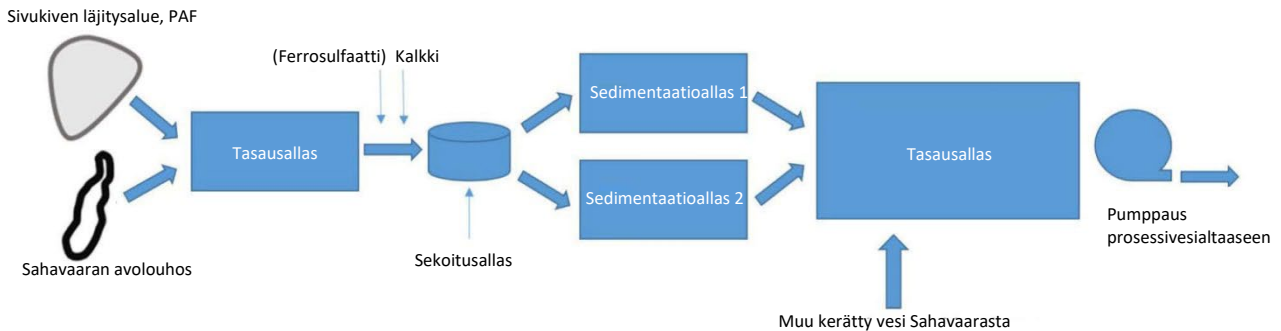 Sivukiven läjitysalue, PAF
(Ferrosulfaatti) Kalkki
Sedimentaatioallas 1
Tasausallas
Tasausallas
Sedimentaatioallas 2
Pumppaus
prosessivesialtaaseen
Sekoitusallas
Sahavaaran avolouhos
Muu kerätty vesi Sahavaarasta